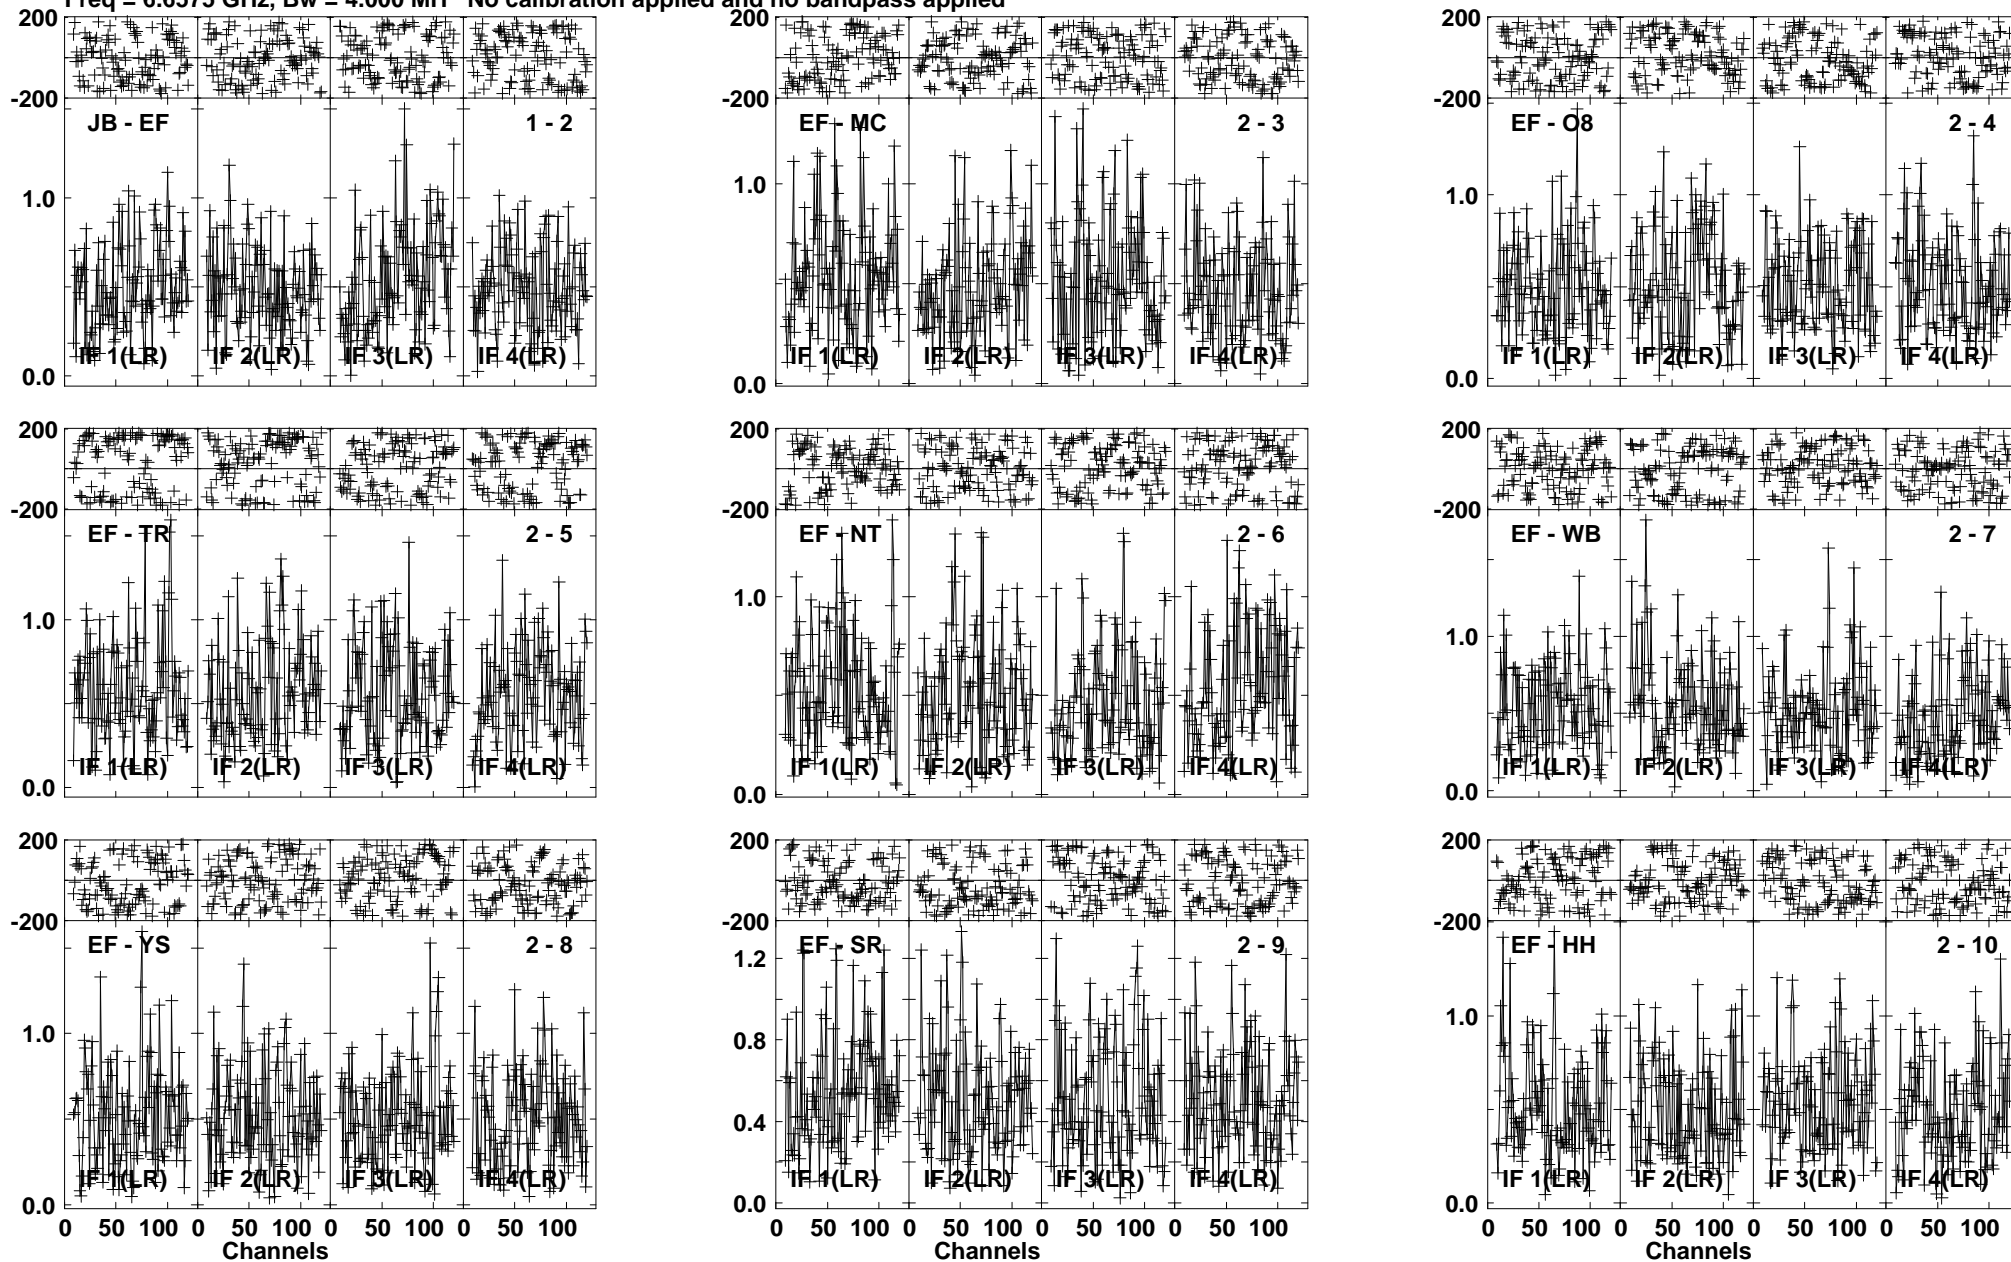 Freq = 6.6575 GHz, Bw = 4.000 MH No calibration applied and no bandpass applied
200 200 200
-200 -200 -200
JB - EF 1 - 2 EF - MC 2 - 3 EF - O8 2 - 4
1.0 1.0 1.0
IF 1(LR) IF 2(LR) IF 3(LR) IF 4(LR) IF 1(LR) IF 2(LR) IF 3(LR) IF 4(LR) IF 1(LR) IF 2(LR) IF 3(LR) IF 4(LR)
0.0 0.0 0.0
200 200 200
-200 -200 -200
EF - TR 2 - 5 EF - NT 2 - 6 EF - WB 2 - 7
1.0 1.0 1.0
IF 1(LR) IF 2(LR) IF 3(LR) IF 4(LR) IF 1(LR) IF 2(LR) IF 3(LR) IF 4(LR) IF 1(LR) IF 2(LR) IF 3(LR) IF 4(LR)
0.0 0.0 0.0
200 200 200
-200 -200 -200
EF - YS 2 - 8 EF - SR 2 - 9 EF - HH 2 - 10
1.2
1.0 0.8 1.0
0.4
IF 1(LR) IF 2(LR) IF 3(LR) IF 4(LR) IF 1(LR) IF 2(LR) IF 3(LR) IF 4(LR) IF 1(LR) IF 2(LR) IF 3(LR) IF 4(LR)
0.0 0.0 0.0
0 50 100 0 50 100 0 50 100 0 50 100 0 50 100 0 50 100 0 50 100 0 50 100 0 50 100 0 50 100 0 50 100 0 50 100
Channels Channels Channels